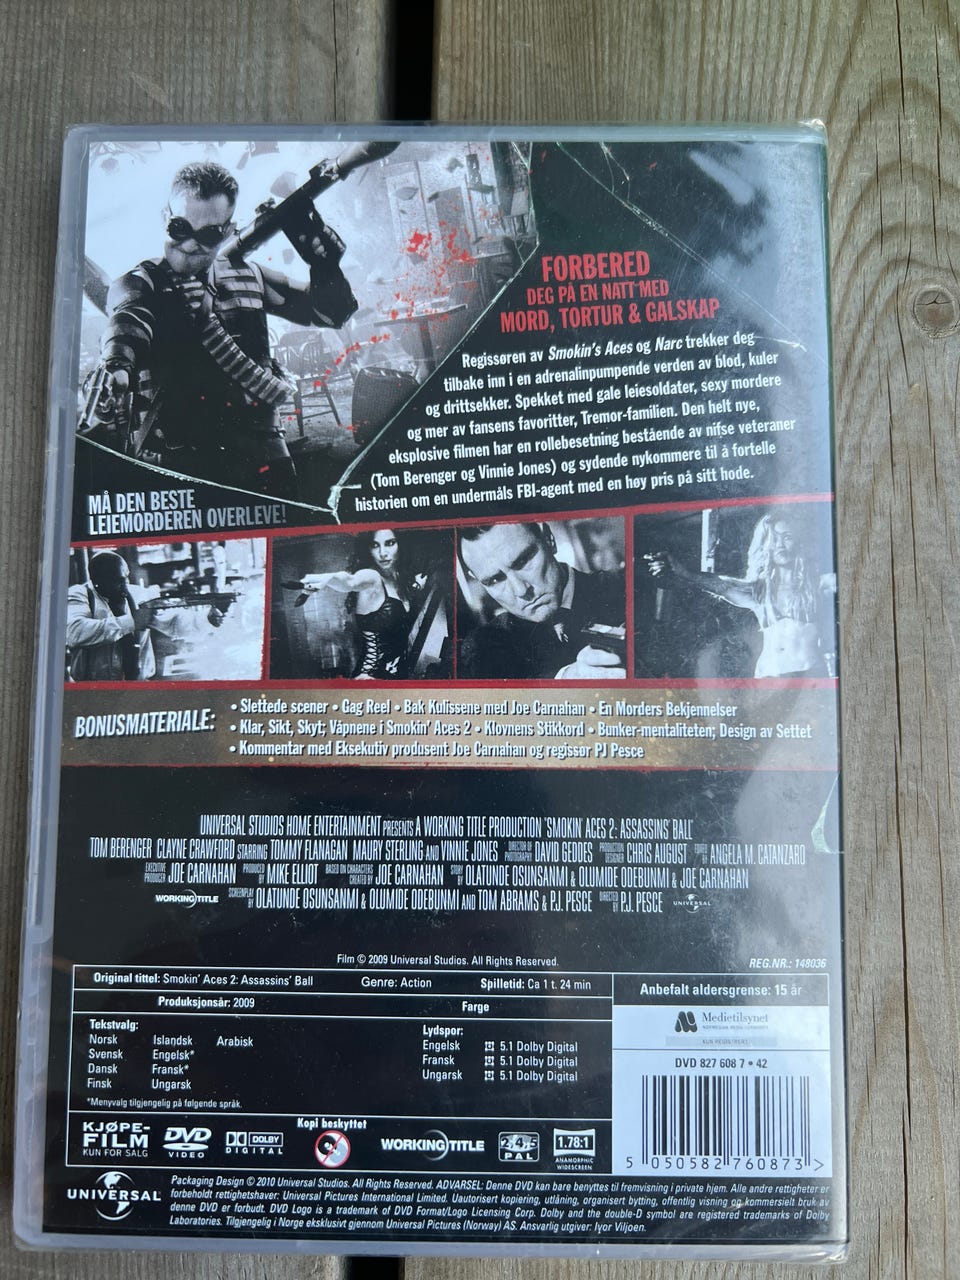 FORBERED
DEG PÅ EN NATT MED
MORD, TORTUR & GALSKAP
Regissøren av Smokin's Aces og Narc trekker deg
tilbake inn i en adrenalinpumpende verden av blod, kuler
og drittsekker. Spekket med gale leiesoldater, sexy mordere
og mer av fansens favoritter, Tremor-familien. Den helt nye,
eksplosive filmen har en rollebesetning bestående av nifse veteraner
(Tom Berenger og Vinnie Jones) og sydende nykommere til å fortelle
historien om en undermåls FBI-agent med en høy pris på sitt hode.
MÅ DEN BESTE
LEIEMORDEREN OVERLEVE!
BONUSMATERIALE:
• Slettede scener • Gag Reel • Bak Kulissene med Joe Carnahan • En Morders Bekjennelser
• Klar, Sikt, Skyt; Våpnene i Smokin' Aces 2 • Klovnens Stikkord • Bunker-mentaliteten; Design av Settet
• Kommentar med Eksekutiv produsent Joe Carnahan og regissør PJ Pesce
UNIVERSAL STUDIOS HOME ENTERTAINMENT PRESENTS A WORKING TITLE PRODUCTION "SMOKIN' ACES 2: ASSASSINS' BALL"
TOM BERENGER CLAYNE CRAWFORD STARRING TOMMY FLANAGAN MAURY STERLING AND VINNIE JONES DIRECTOR OF PHOTOGRAPHY DAVID GEDDES PRODUCTION DESIGNER CHRIS AUGUST EDITED BY ANGELA M. CATANZARO
EXECUTIVE PRODUCER JOE CARNAHAN PRODUCED BY MIKE ELLIOT BASED ON CHARACTERS CREATED BY JOE CARNAHAN STORY BY OLATUNDE OSUNSANMI & OLUMIDE ODEBUNMI & JOE CARNAHAN
WORKING TITLE SCREENPLAY BY OLATUNDE OSUNSANMI & OLUMIDE ODEBUNMI AND TOM ABRAMS & P.J. PESCE DIRECTED BY P.J. PESCE UNIVERSAL
Film © 2009 Universal Studios. All Rights Reserved.
REG.NR.: 148036
Original tittel: Smokin' Aces 2: Assassins' Ball Genre: Action Spilletid: Ca 1 t. 24 min
Produksjonsår: 2009 Farge
Anbefalt aldersgrense: 15 år
Medietilsynet
NORWEGIAN MEDIA AUTHORITY
KUN REGISTRERT
Tekstvalg:
Norsk Islandsk Arabisk
Svensk Engelsk*
Dansk Fransk*
Finsk Ungarsk
*Menyvalg tilgjengelig på følgende språk.
Lydspor:
Engelsk 5.1 Dolby Digital
Fransk 5.1 Dolby Digital
Ungarsk 5.1 Dolby Digital
DVD 827 608 7 • 42
5 050582 760873 >
KJØPE-
FILM
KUN FOR SALG
DVD
VIDEO
DOLBY
DIGITAL
Kopi beskyttet
WORKING TITLE
2,4,5
PAL
1.78:1
ANAMORPHIC
WIDESCREEN
UNIVERSAL
Packaging Design © 2010 Universal Studios. All Rights Reserved. ADVARSEL: Denne DVD kan bare benyttes til fremvisning i private hjem. Alle andre rettigheter er
forbeholdt rettighetshaver: Universal Pictures International Limited. Uautorisert kopiering, utlåning, organisert bytting, offentlig visning og kommersiell bruk av
denne DVD er forbudt. DVD Logo is a trademark of DVD Format/Logo Licensing Corp. Dolby and the double-D symbol are registered trademarks of Dolby
Laboratories. Tilgjengelig i Norge eksklusivt gjennom Universal Pictures (Norway) AS. Ansvarlig utgiver: Iyor Viljoen.